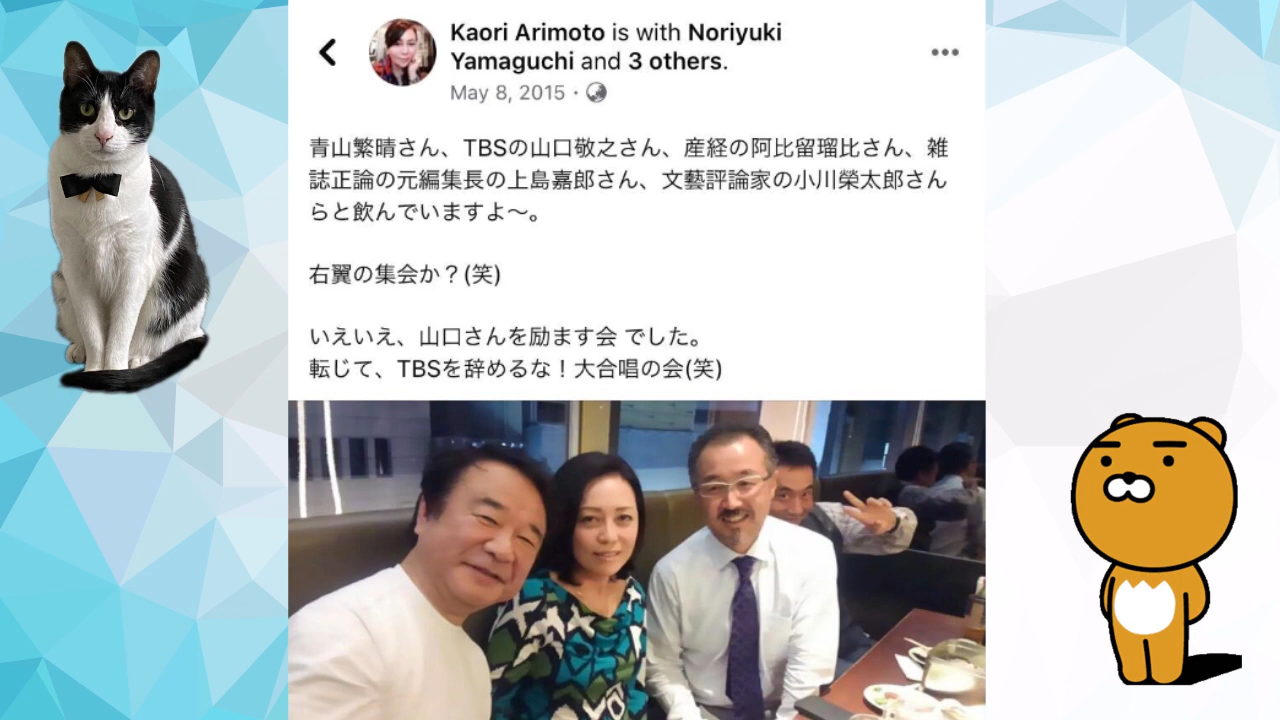 Kaori Arimoto is with Noriyuki
Yamaguchi and 3 others.
May 8, 2015 ·
青山繁晴さん、TBSの山口敬之さん、産経の阿比留瑠比さん、雑
誌正論の元編集長の上島嘉郎さん、文藝評論家の小川榮太郎さん
らと飲んでいますよ〜。
右翼の集会か？(笑)
いえいえ、山口さんを励ます会 でした。
転じて、TBSを辞めるな！大合唱の会(笑)